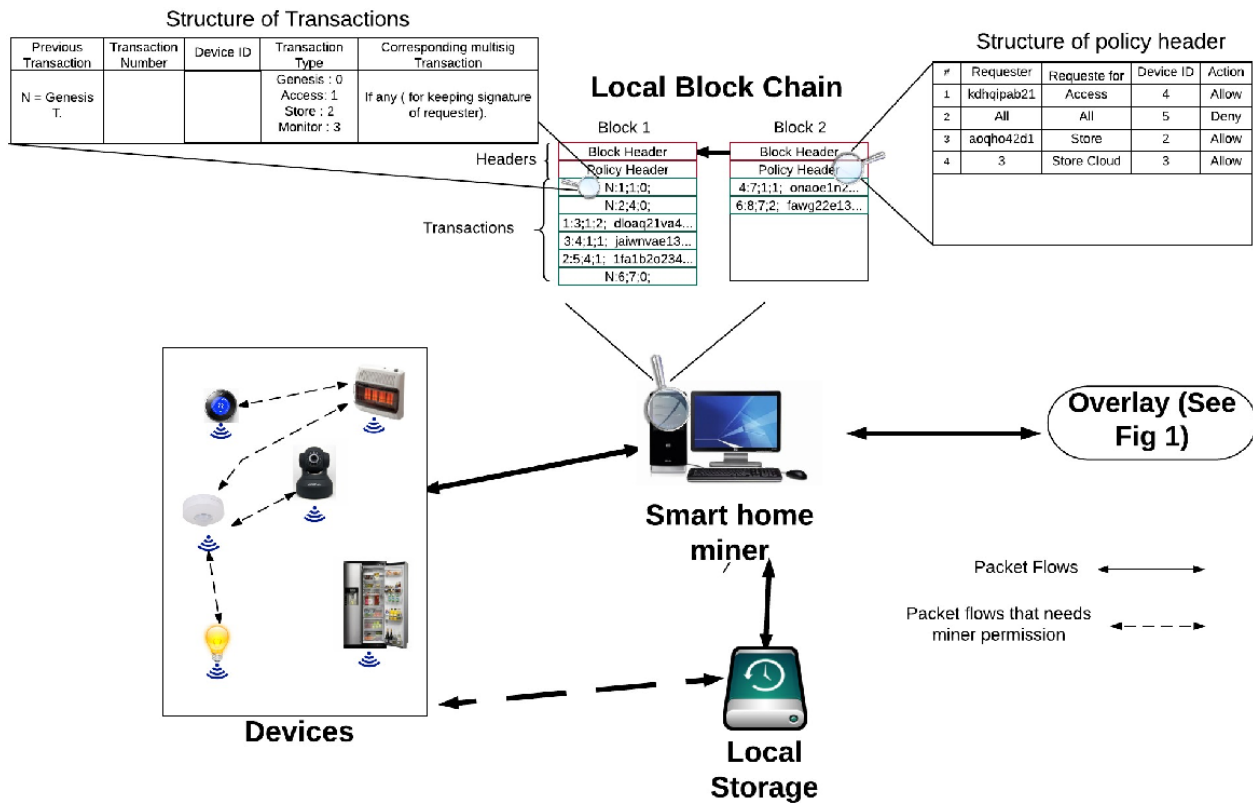 Structure of Transactions
Previous Transaction
Transaction Number
Device ID
Transaction Type
Corresponding multisig Transaction
N = Genesis
T.
Genesis : 0
Access: 1
Store : 2
Monitor : 3
If any ( for keeping signature
of requester).
Structure of policy header
# Requester Requeste for Device ID Action
1 kdhqipab21 Access 4 Allow
2 All All 5 Deny
3 aoqho42d1 Store 2 Allow
4 3 Store Cloud 3 Allow
Local Block Chain
Block 1
Block 2
Headers
Transactions
Block Header
Policy Header
N:1;1;0;
N:2;4;0;
1:3;1;2; dloaq21va4...
3:4;1;1; jaiwnvae13...
2:5;4;1; 1fa1b2o234...
N:6;7;0;
Block Header
Policy Header
4:7;1;1; onaoe1n2...
6:8;7;2; fawg22e13...
Overlay (See
Fig 1)
Smart home
miner
Packet Flows
Packet flows that needs
miner permission
Devices
Local
Storage